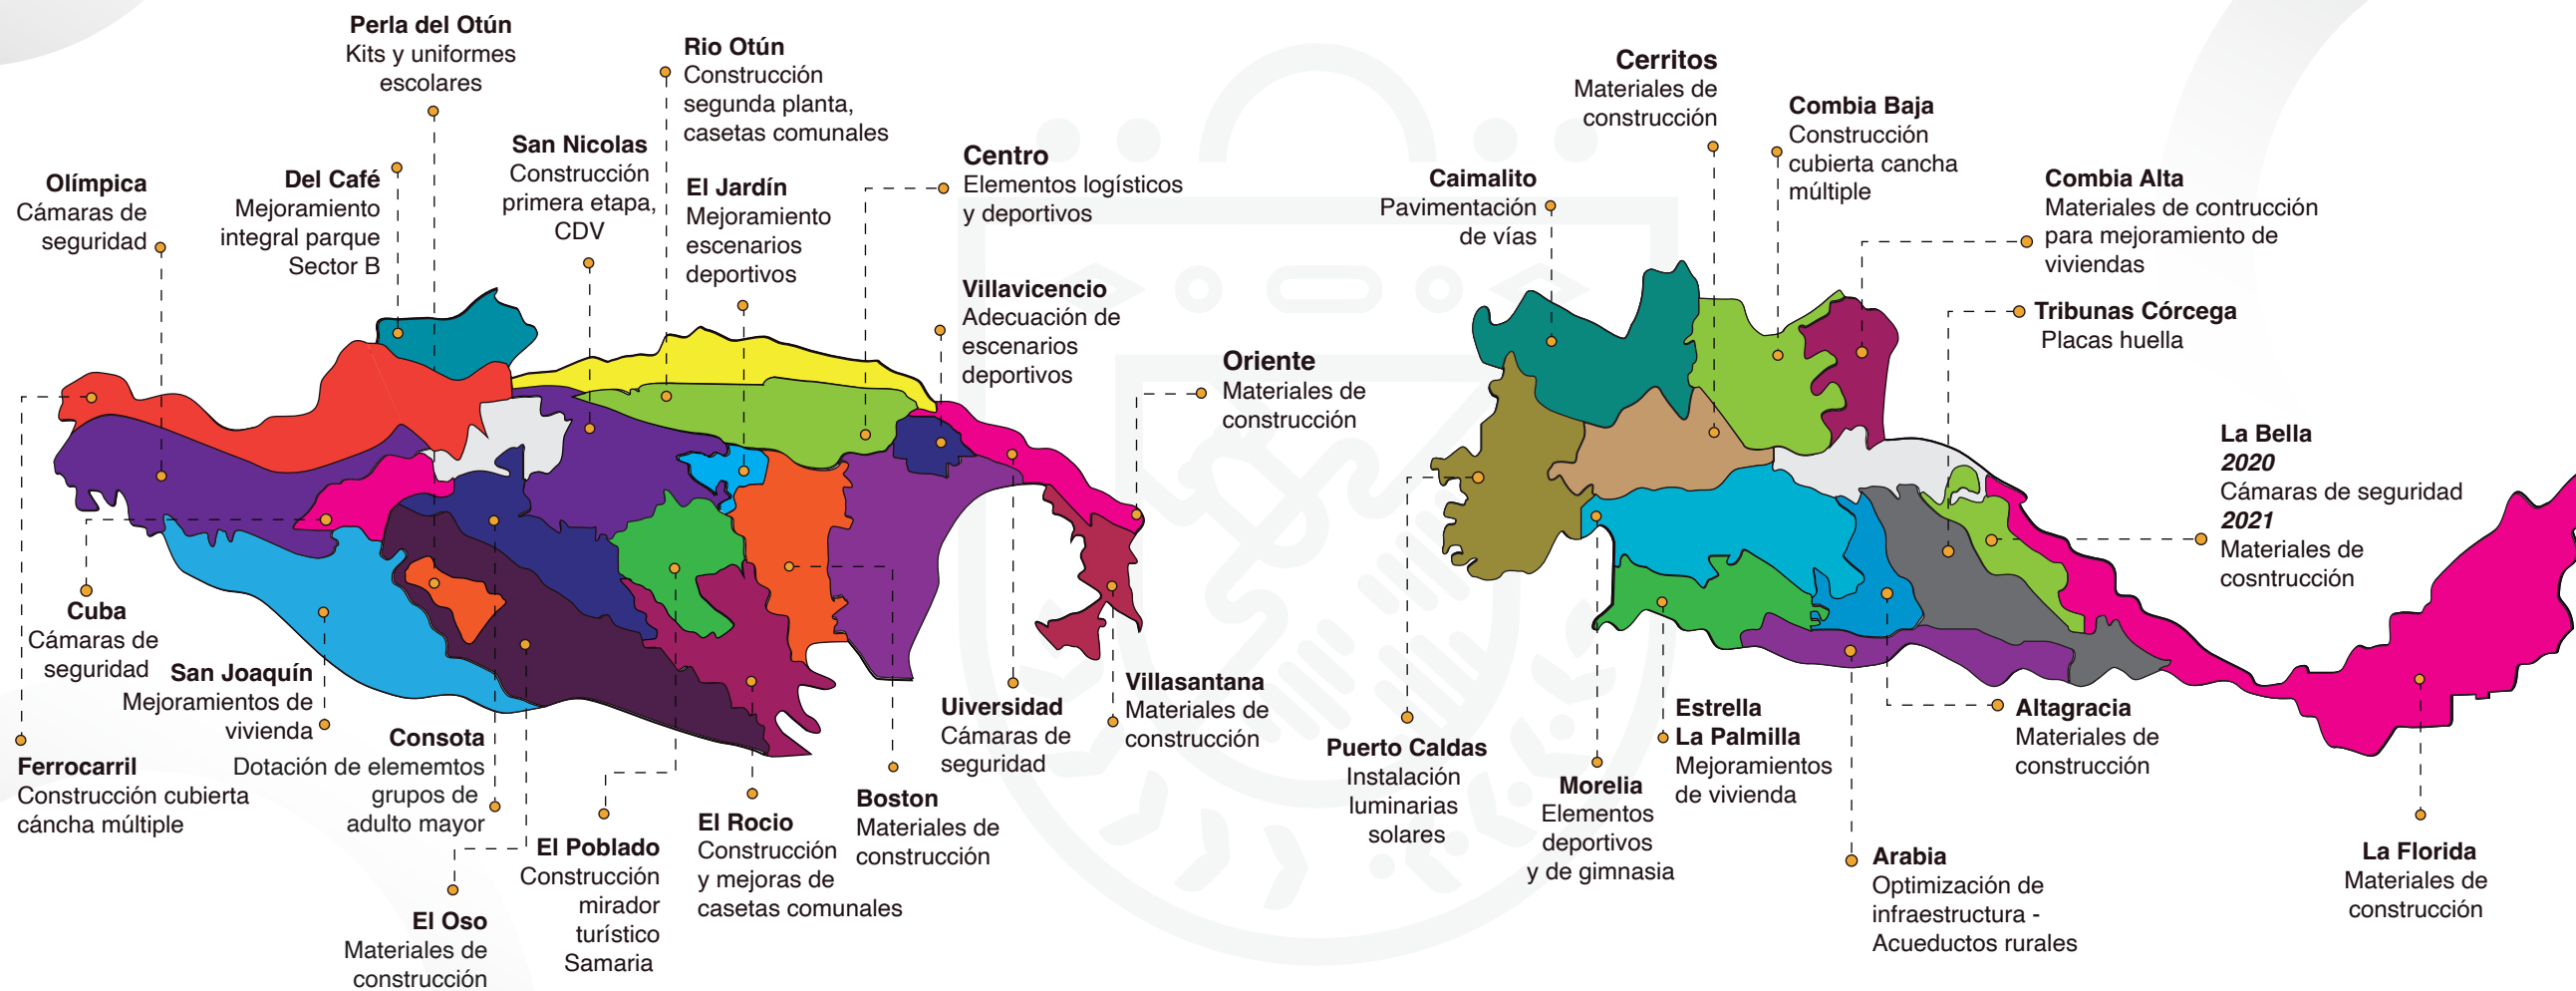 Perla del Otún
Kits y uniformes
escolares
Rio Otún
Construcción
segunda planta,
casetas comunales
San Nicolas
Construcción
primera etapa,
CDV
Olímpica
Cámaras de
seguridad
Del Café
Mejoramiento
integral parque
Sector B
El Jardín
Mejoramiento
escenarios
deportivos
Centro
Elementos logísticos
y deportivos
Villavicencio
Adecuación de
escenarios
deportivos
Oriente
Materiales de
construcción
Cuba
Cámaras de
seguridad
San Joaquín
Mejoramientos de
vivienda
Ferrocarril
Construcción cubierta
cáncha múltiple
Consota
Dotación de elememtos
grupos de
adulto mayor
El Oso
Materiales de
construcción
El Poblado
Construcción
mirador
turístico
Samaria
El Rocio
Construcción
y mejoras de
casetas comunales
Boston
Materiales de
construcción
Uiversidad
Cámaras de
seguridad
Villasantana
Materiales de
construcción
Cerritos
Materiales de
construcción
Combia Baja
Construcción
cubierta cancha
múltiple
Caimalito
Pavimentación
de vías
Combia Alta
Materiales de contrucción
para mejoramiento de
viviendas
Tribunas Córcega
Placas huella
La Bella
2020
Cámaras de seguridad
2021
Materiales de
cosntrucción
Puerto Caldas
Instalación
luminarias
solares
Morelia
Elementos
deportivos
y de gimnasia
Estrella
La Palmilla
Mejoramientos
de vivienda
Altagracia
Materiales de
construcción
Arabia
Optimización de
infraestructura -
Acueductos rurales
La Florida
Materiales de
construcción